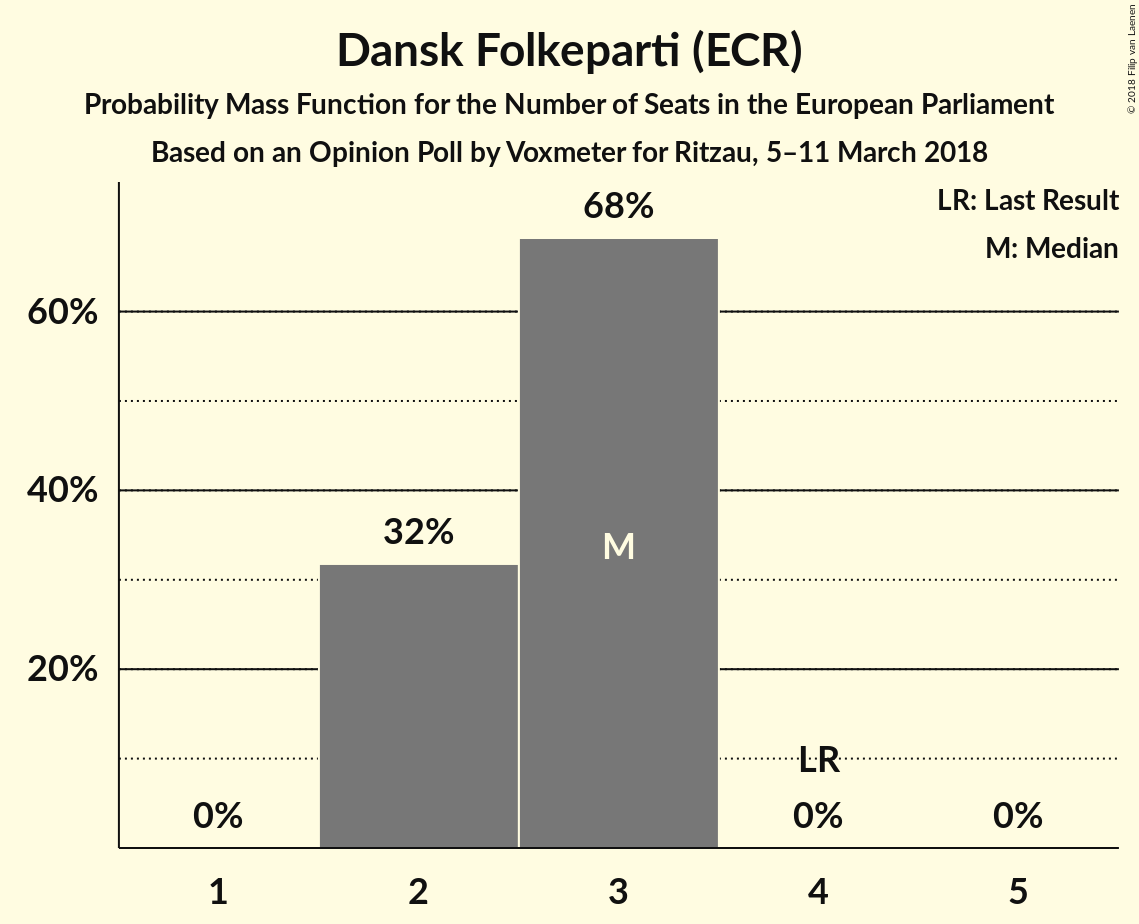 Dansk Folkeparti (ECR)
Probability Mass Function for the Number of Seats in the European Parliament
Based on an Opinion Poll by Voxmeter for Ritzau, 5–11 March 2018
© 2018 Filip van Laenen
LR: Last Result
M: Median
68%
60%
40%
32%
M
20%
LR
0%
0%
0%
1
2
3
4
5